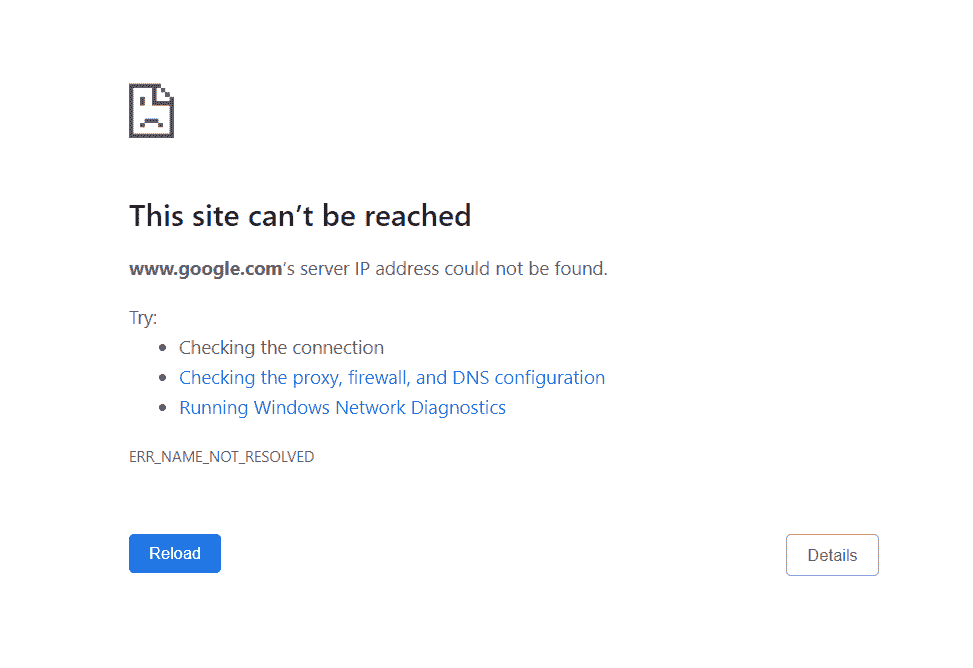 This site can’t be reached
www.google.com’s server IP address could not be found.
Try:
• Checking the connection
• Checking the proxy, firewall, and DNS configuration
• Running Windows Network Diagnostics
ERR_NAME_NOT_RESOLVED
Reload
Details